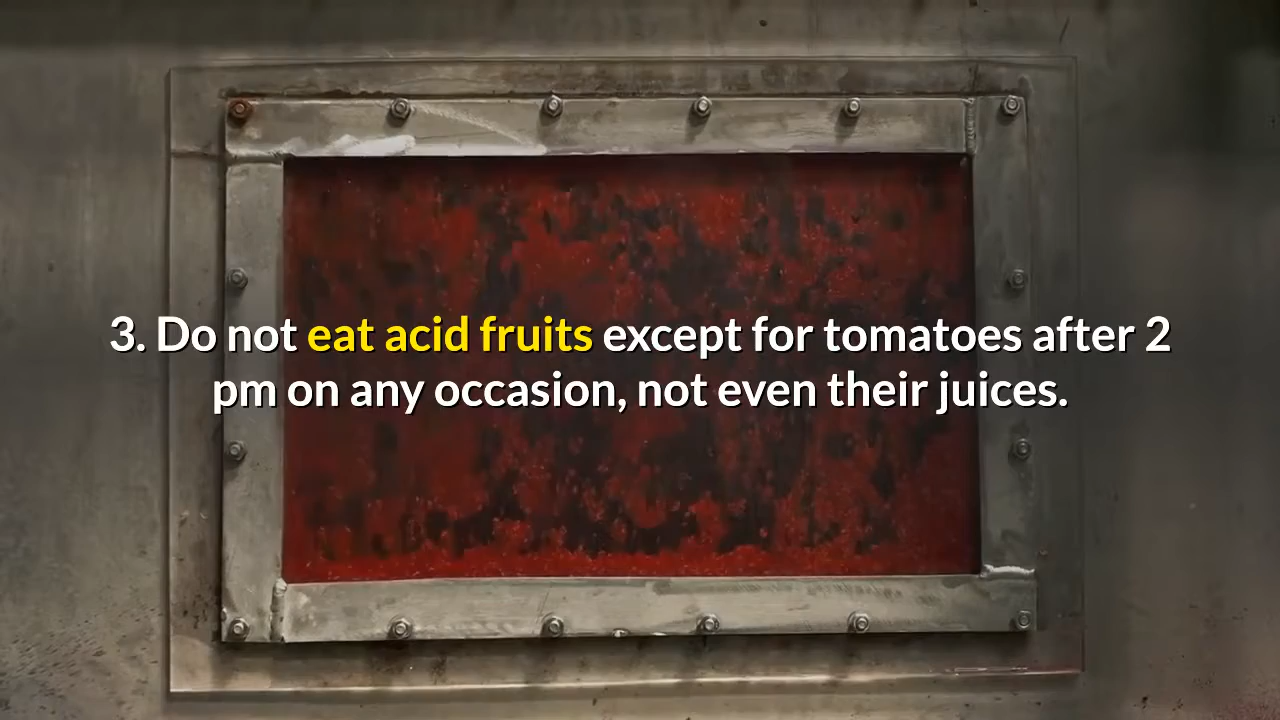 3. Do not eat acid fruits except for tomatoes after 2
pm on any occasion, not even their juices.